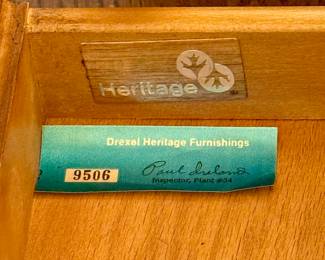 Heritage
Drexel Heritage Furnishings
9506
Paul Ireland
Inspector, Plant #34